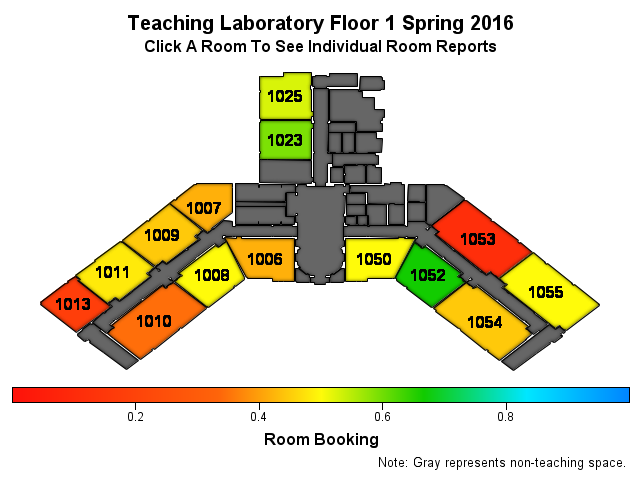 Teaching Laboratory Floor 1 Spring 2016
Click A Room To See Individual Room Reports
1025
1023
1007
1009
1011
1013
1006
1008
1010
1050
1052
1053
1054
1055
0.2 0.4 0.6 0.8
Room Booking
Note: Gray represents non-teaching space.